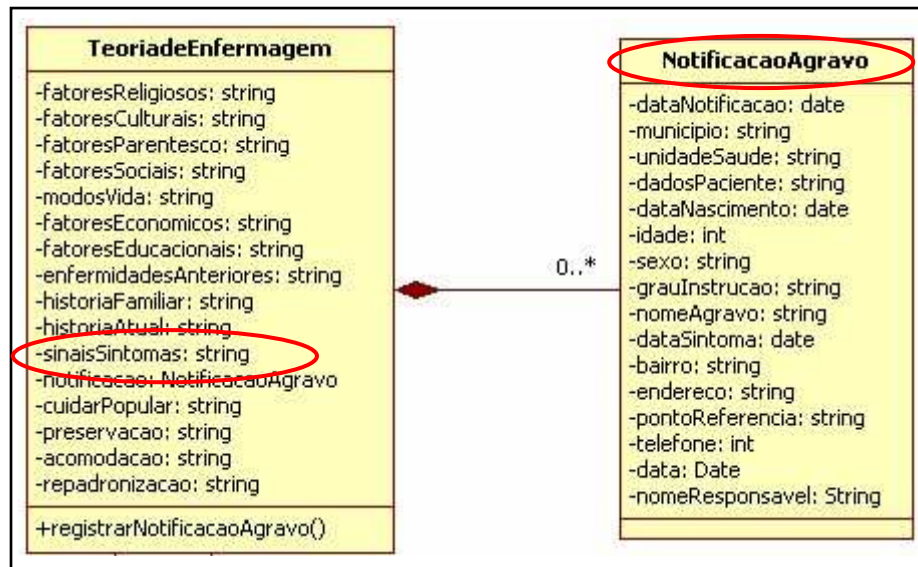 TeoriadeEnfermagem
-fatoresReligiosos: string
-fatoresCulturais: string
-fatoresParentesco: string
-fatoresSociais: string
-modosVida: string
-fatoresEconomicos: string
-fatoresEducacionais: string
-enfermidadesAnteriores: string
-historiaFamiliar: string
-historiaAtual: string
-sinaisSintomas: string
-notificacao: NotificacaoAgravo
-cuidarPopular: string
-preservacao: string
-acomodacao: string
-repadronizacao: string
+registrarNotificacaoAgravo()
0..*
NotificacaoAgravo
-dataNotificacao: date
-municipio: string
-unidadeSaude: string
-dadosPaciente: string
-dataNascimento: date
-idade: int
-sexo: string
-grauInstrucao: string
-nomeAgravo: string
-dataSintoma: date
-bairro: string
-endereco: string
-pontoReferencia: string
-telefone: int
-data: Date
-nomeResponsavel: String